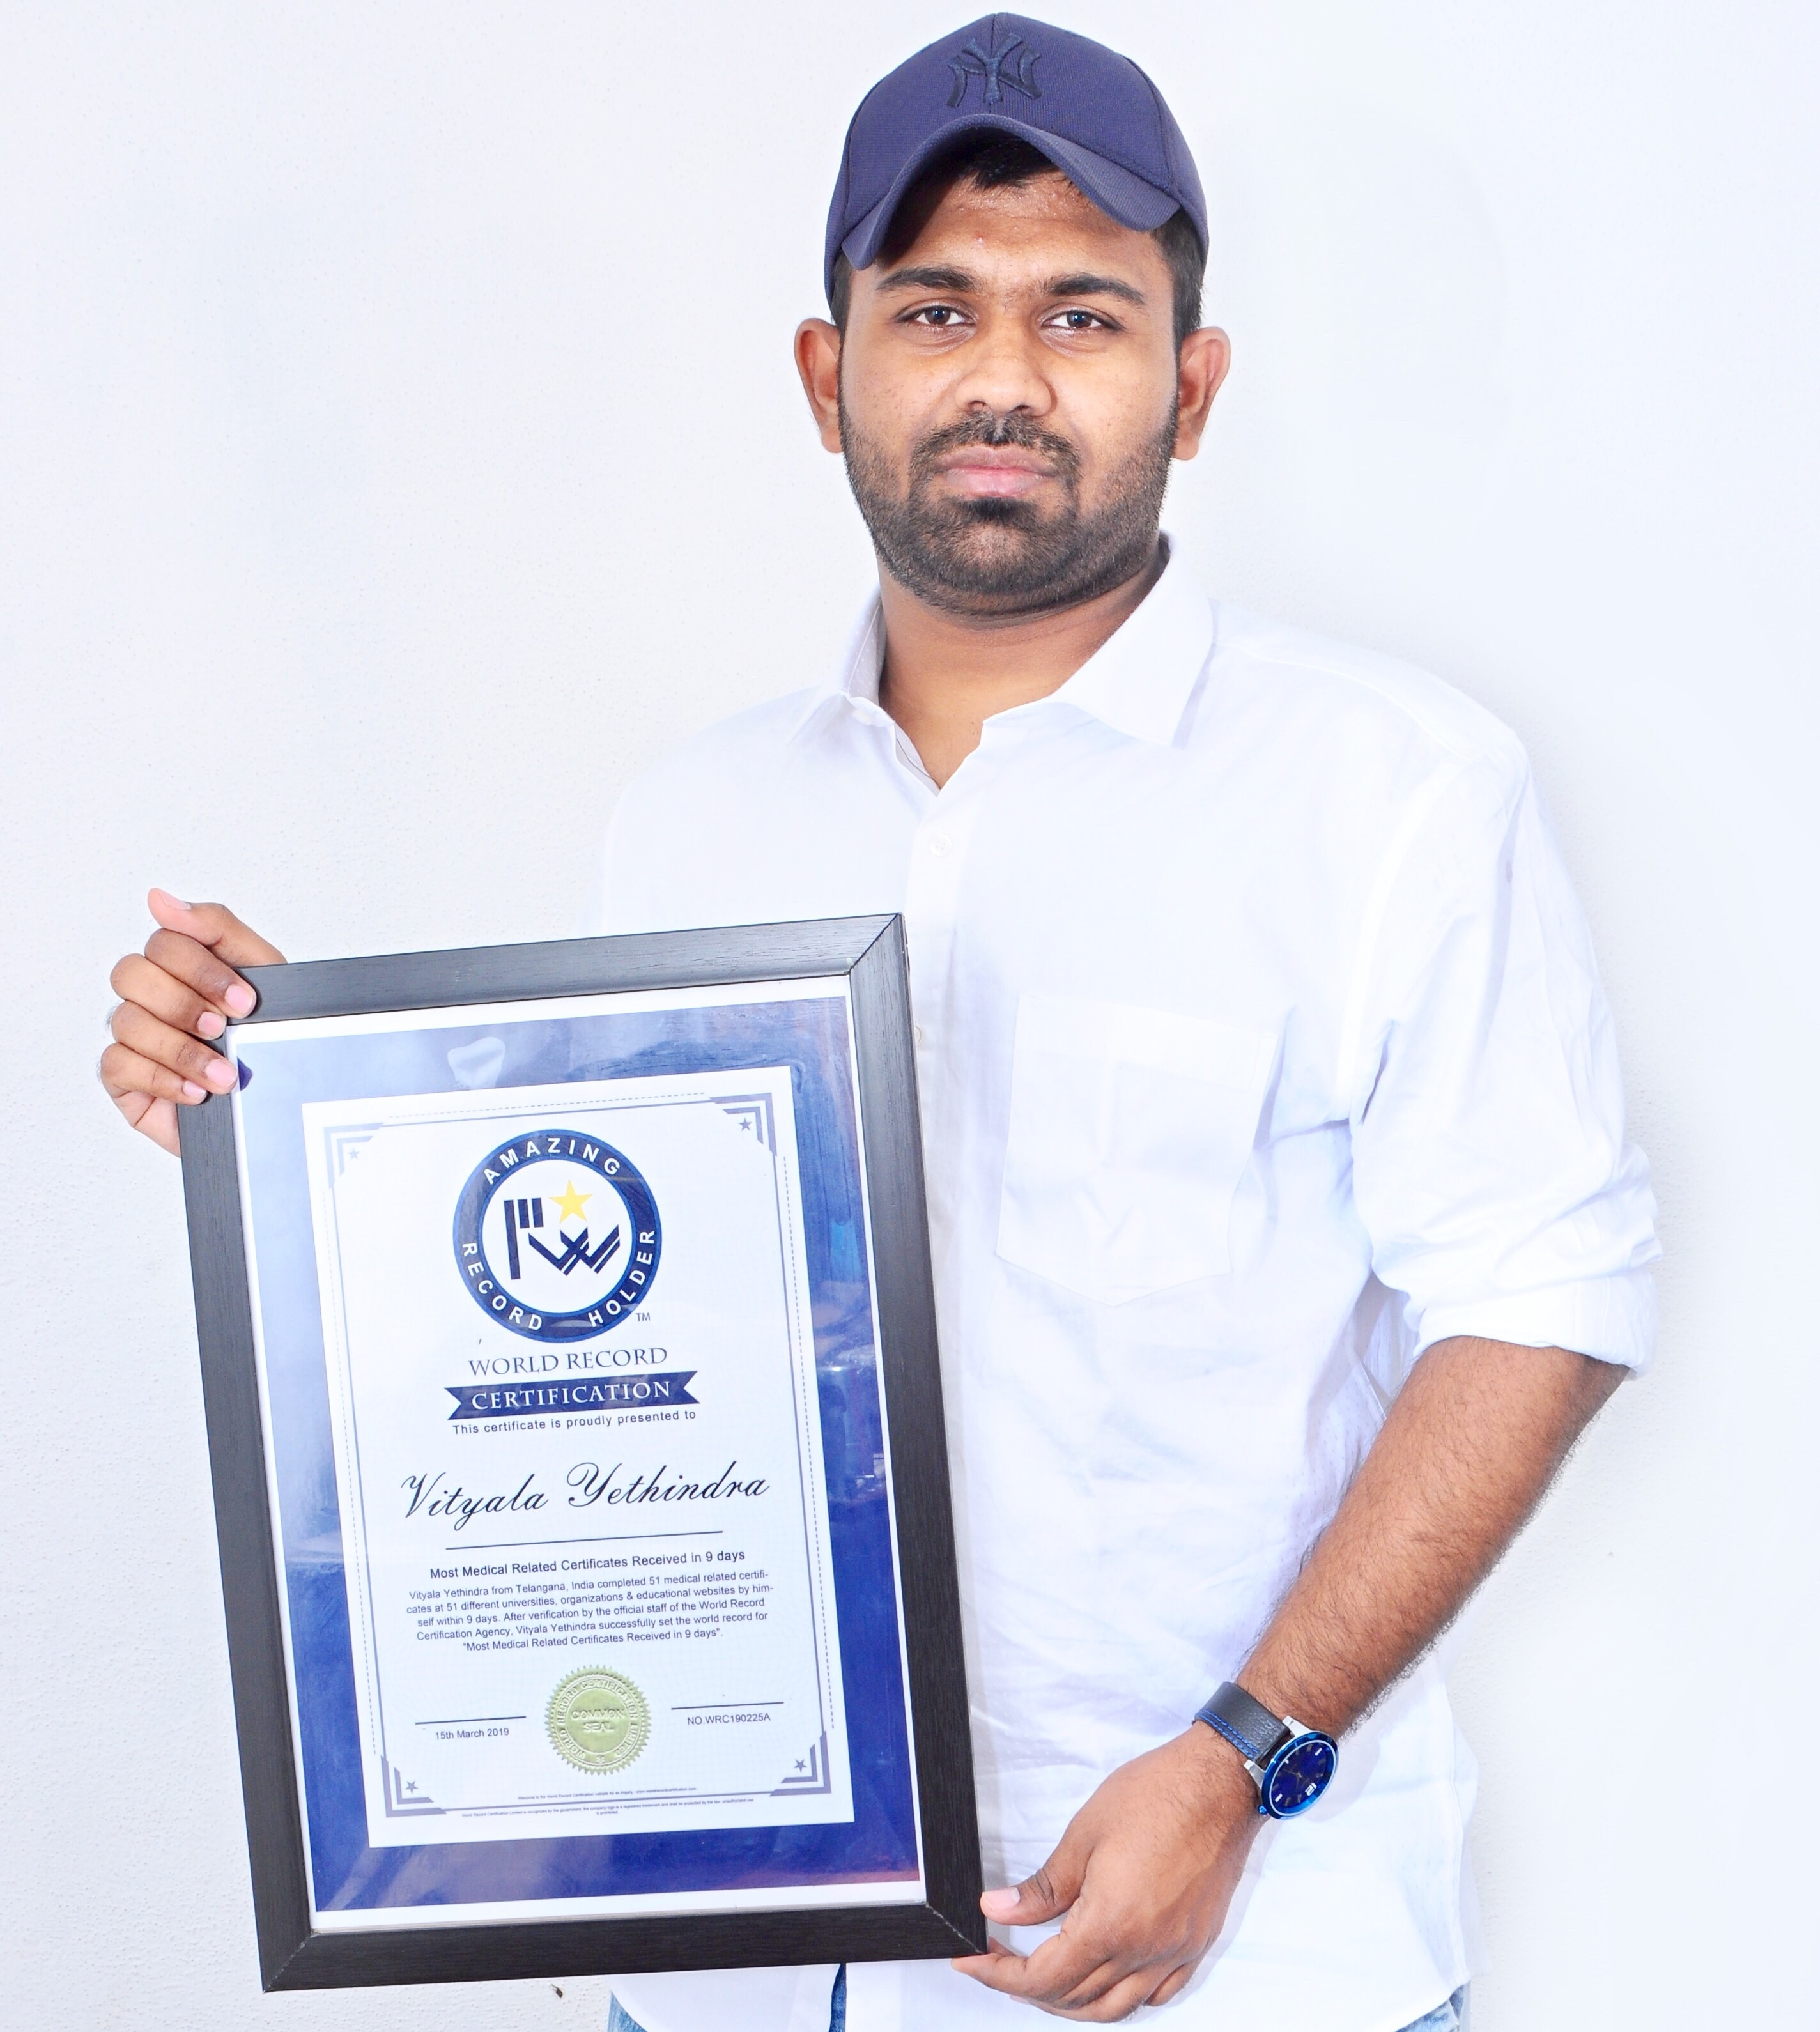 NY
AMAZING
RECORD HOLDER
TM
WORLD RECORD
CERTIFICATION
This certificate is proudly presented to
Vityala Yethindra
Most Medical Related Certificates Received in 9 days
Vityala Yethindra from Telangana, India completed 51 medical related certifi-
cates at 51 different universities, organizations & educational websites by him-
self within 9 days. After verification by the official staff of the World Record
Certification Agency, Vityala Yethindra successfully set the world record for
"Most Medical Related Certificates Received in 9 days".
15th March 2019
COMMON
SEAL
NO.WRC190225A